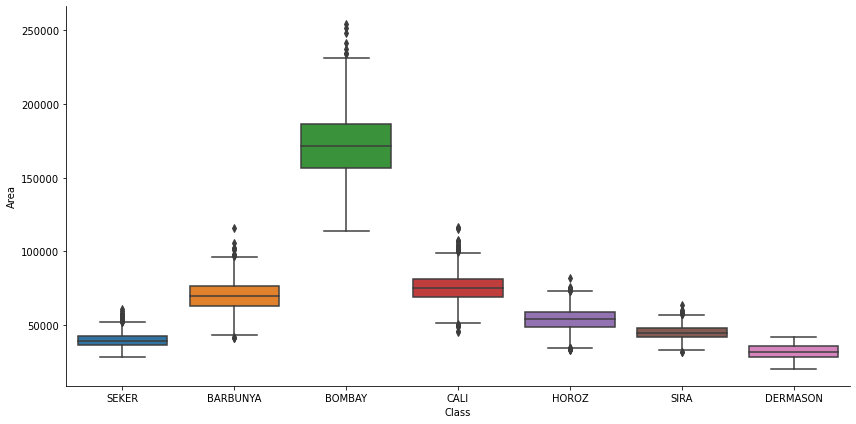 250000
200000
150000
100000
50000
Area
SEKER BARBUNYA BOMBAY CALI HOROZ SIRA DERMASON
Class